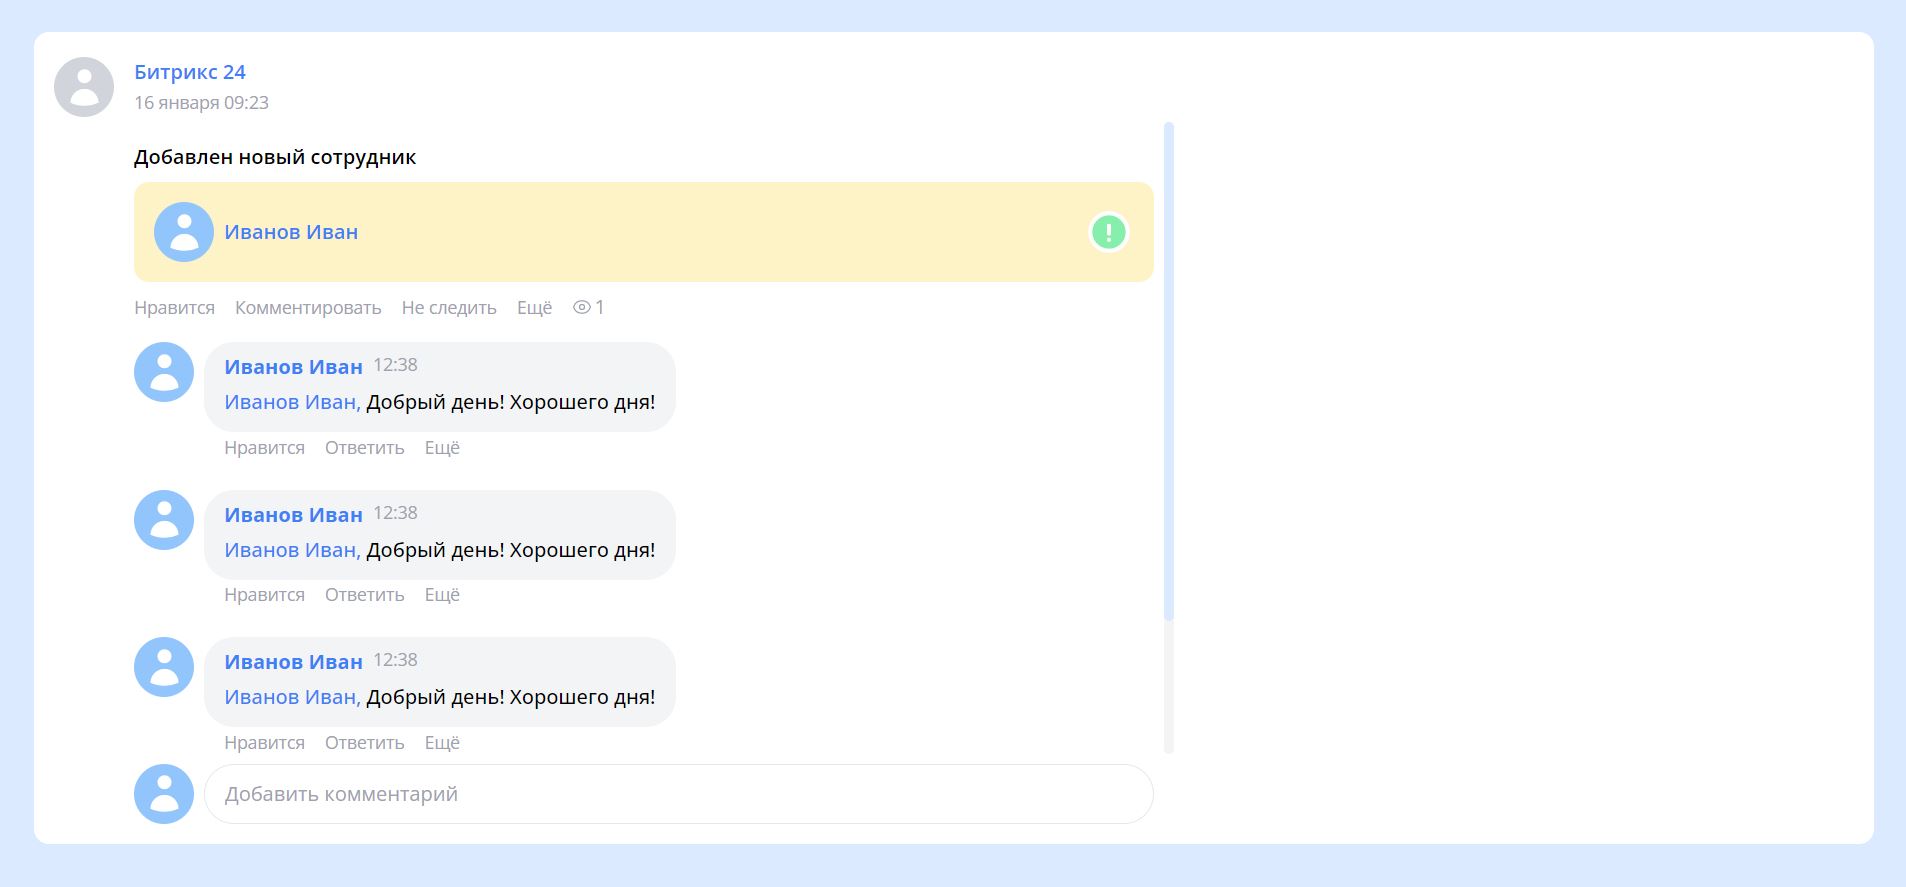 Битрикс 24
16 января 09:23
Добавлен новый сотрудник
Иванов Иван
!
Нравится Комментировать Не следить Ещё 1
Иванов Иван 12:38
Иванов Иван, Добрый день! Хорошего дня!
Нравится Ответить Ещё
Иванов Иван 12:38
Иванов Иван, Добрый день! Хорошего дня!
Нравится Ответить Ещё
Иванов Иван 12:38
Иванов Иван, Добрый день! Хорошего дня!
Нравится Ответить Ещё
Добавить комментарий